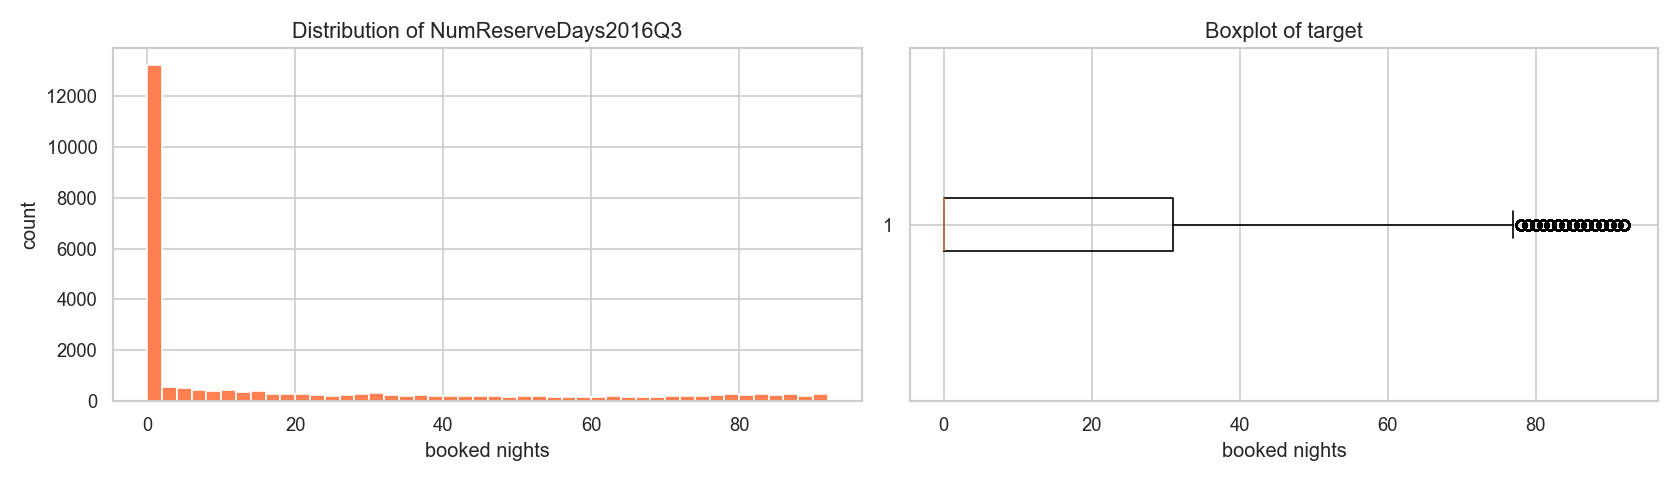 Distribution of NumReserveDays2016Q3
12000
10000
8000
6000
4000
2000
0
count
0 20 40 60 80
booked nights
Boxplot of target
1
0 20 40 60 80
booked nights